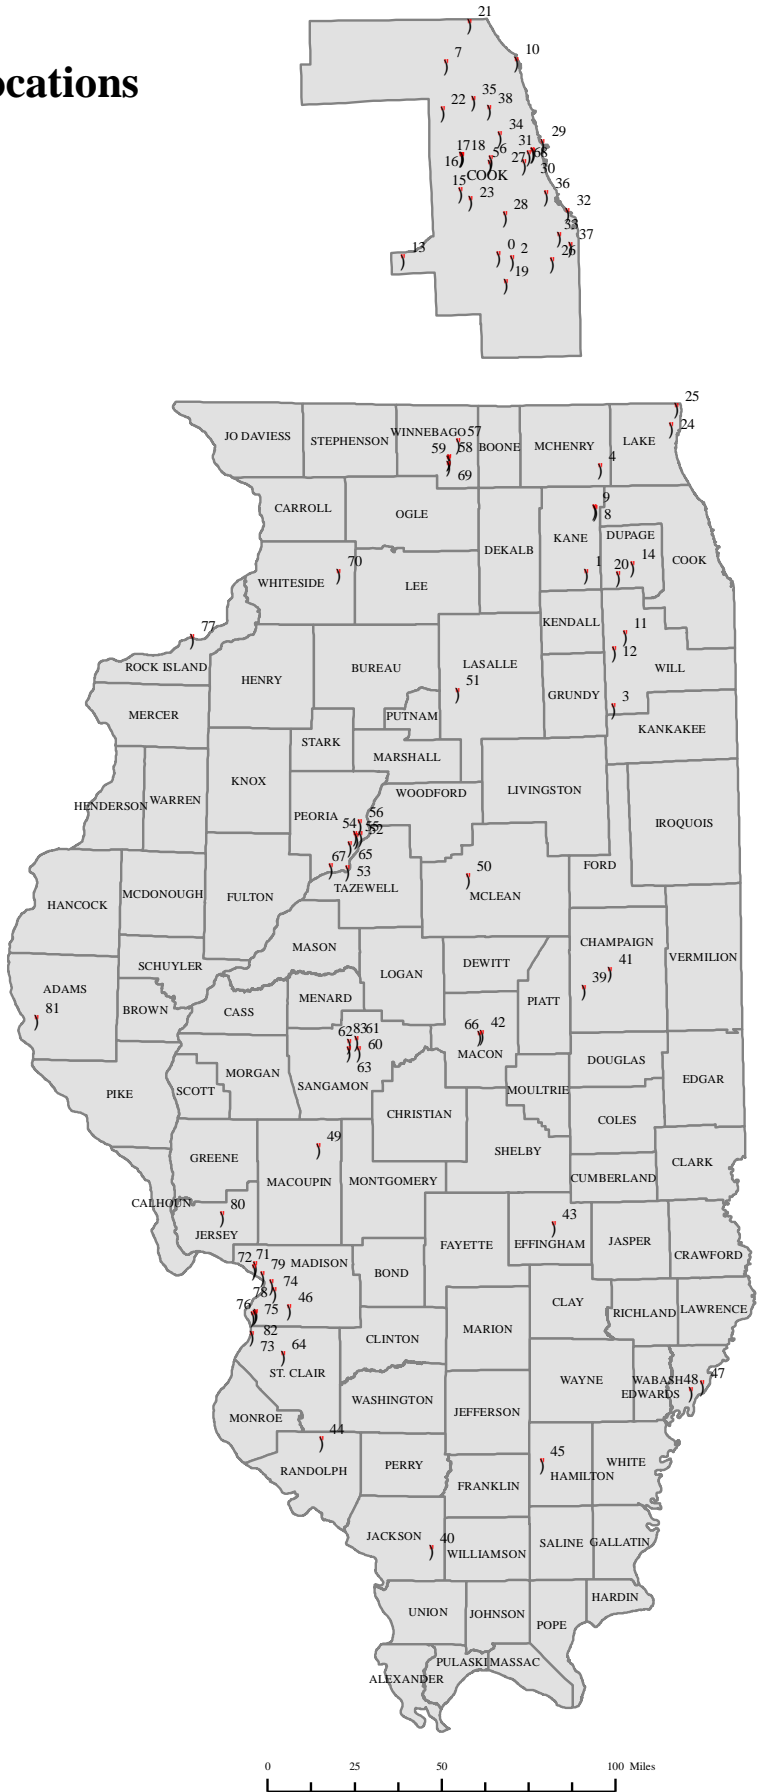 ocations
21
7
10
35
22
38
34
29
1718
31
56
68
16
27
30
COOK
15
36
23
32
28
33
37
0
2
26
13
19
25
JO DAVIESS
STEPHENSON
WINNEBAGO
57
BOONE
MCHENRY
LAKE
24
59
58
4
69
CARROLL
OGLE
9
8
KANE
DUPAGE
DEKALB
COOK
14
70
1
20
WHITESIDE
LEE
77
KENDALL
11
12
ROCK ISLAND
BUREAU
LASALLE
WILL
HENRY
51
GRUNDY
3
MERCER
PUTNAM
KANKAKEE
STARK
MARSHALL
KNOX
WOODFORD
LIVINGSTON
HENDERSON
WARREN
PEORIA
56
54
55
52
IROQUOIS
67
65
53
50
FORD
TAZEWELL
MCDONOUGH
FULTON
MCLEAN
HANCOCK
MASON
CHAMPAIGN
VERMILION
SCHUYLER
LOGAN
DEWITT
41
39
ADAMS
MENARD
PIATT
81
BROWN
CASS
62
83
61
66
42
60
MACON
63
DOUGLAS
MORGAN
SANGAMON
EDGAR
PIKE
SCOTT
MOULTRIE
CHRISTIAN
COLES
49
SHELBY
GREENE
CLARK
MACOUPIN
MONTGOMERY
CUMBERLAND
CALHOUN
80
43
JERSEY
FAYETTE
EFFINGHAM
JASPER
CRAWFORD
72
71
79
MADISON
BOND
78
74
76
75
46
CLAY
RICHLAND
LAWRENCE
82
MARION
73
64
CLINTON
ST. CLAIR
WAYNE
WABASH
48
47
EDWARDS
WASHINGTON
JEFFERSON
MONROE
44
45
RANDOLPH
PERRY
HAMILTON
WHITE
FRANKLIN
JACKSON
40
WILLIAMSON
SALINE
GALLATIN
UNION
JOHNSON
HARDIN
POPE
PULASKI
MASSAC
ALEXANDER
0 25 50 100 Miles